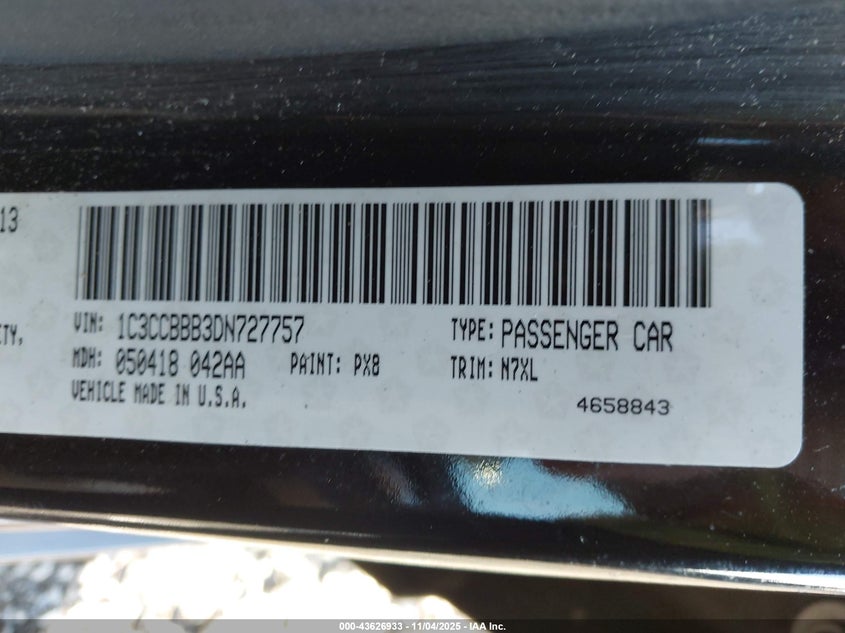 13
ETY,
VIN: 1C3CCBBB3DN727757
TYPE: PASSENGER CAR
MDH: 050418 042AA
PAINT: PX8
TRIM: N7XL
VEHICLE MADE IN U.S.A.
4658843
000-43626933 - 11/04/2025 - IAA Inc.